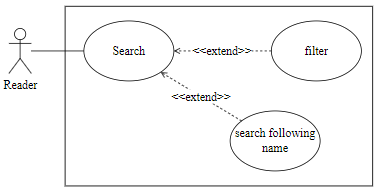 Search
<<extend>>
filter
Reader
<<extend>>
search following
name